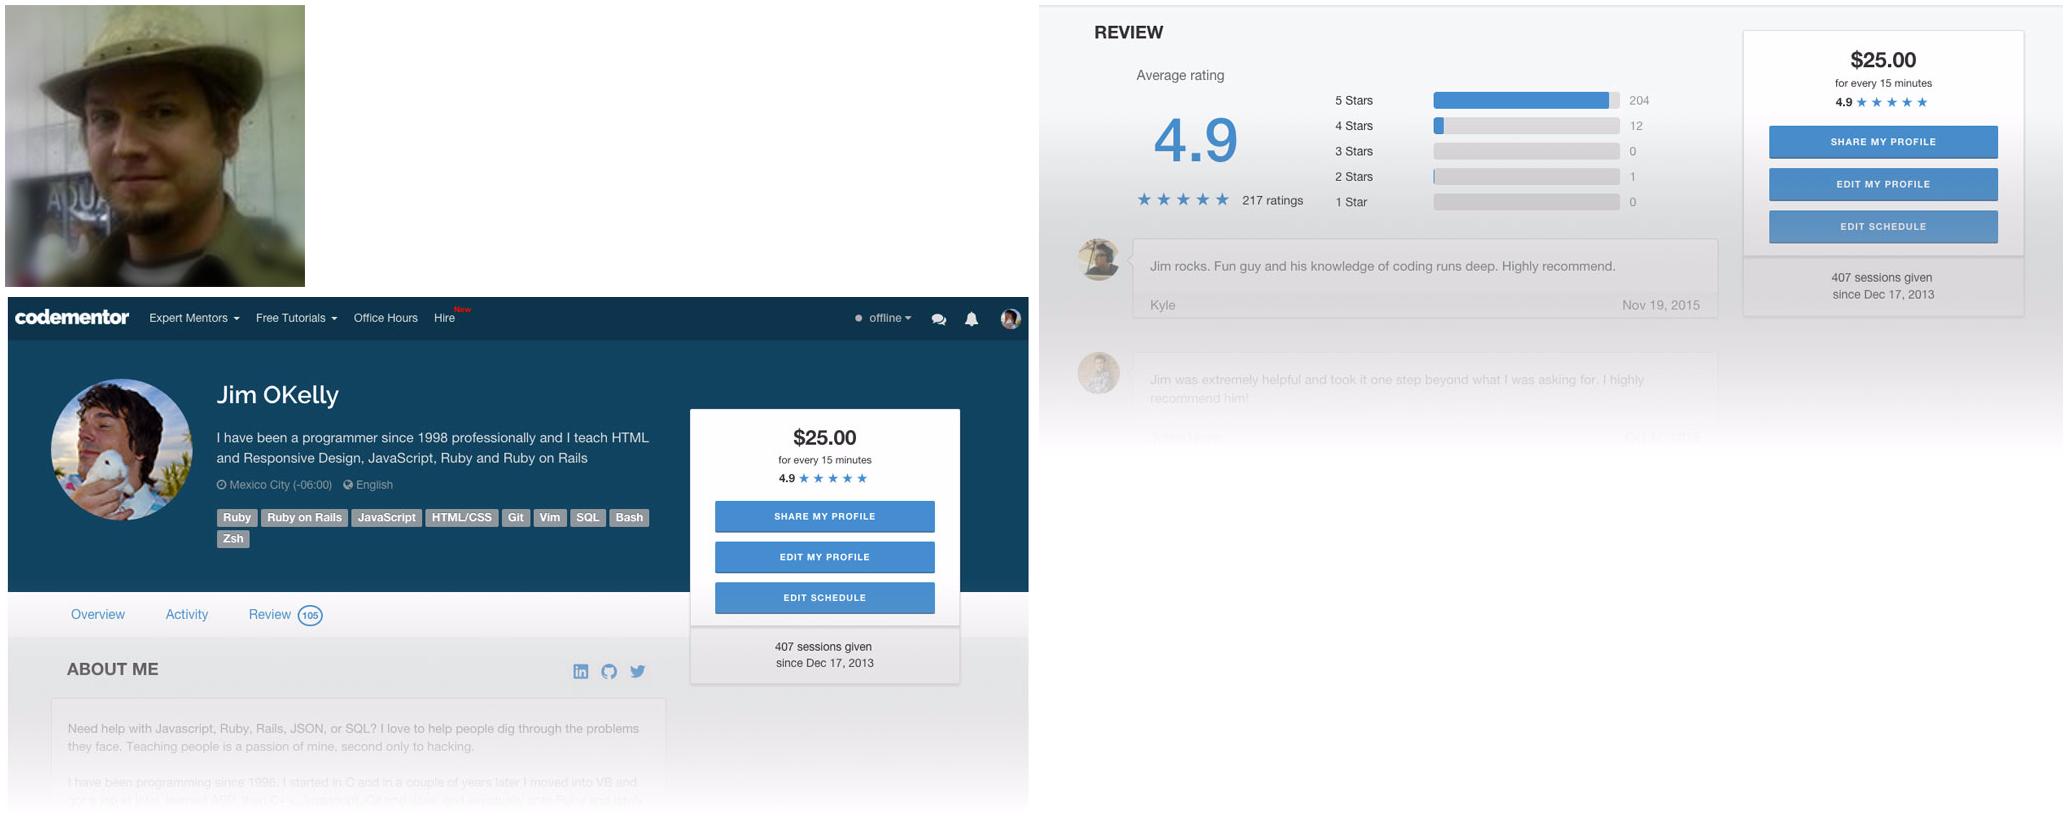 AQUA
codementor
Expert Mentors
Free Tutorials
Office Hours
Hire
New
offline
Jim OKelly
I have been a programmer since 1998 professionally and I teach HTML
and Responsive Design, JavaScript, Ruby and Ruby on Rails
Mexico City (-06:00)
English
Ruby
Ruby on Rails
JavaScript
HTML/CSS
Git
Vim
SQL
Bash
Zsh
$25.00
for every 15 minutes
4.9
SHARE MY PROFILE
EDIT MY PROFILE
EDIT SCHEDULE
407 sessions given
since Dec 17, 2013
Overview
Activity
Review 105
ABOUT ME
Need help with Javascript, Ruby, Rails, JSON, or SQL? I love to help people dig through the problems
they face. Teaching people is a passion of mine, second only to hacking.
I have been programming since 1996. I started in C and in a couple of years later I moved into VB and
REVIEW
Average rating
4.9
217 ratings
5 Stars 204
4 Stars 12
3 Stars 0
2 Stars 1
1 Star 0
Jim rocks. Fun guy and his knowledge of coding runs deep. Highly recommend.
Kyle
Nov 19, 2015
Jim was extremely helpful and took it one step beyond what I was asking for. I highly
recommend him!
$25.00
for every 15 minutes
4.9
SHARE MY PROFILE
EDIT MY PROFILE
EDIT SCHEDULE
407 sessions given
since Dec 17, 2013